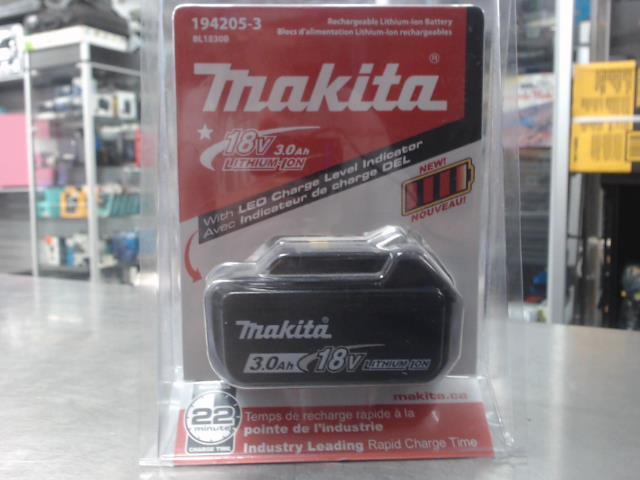 194205-3
BL1830B
Rechargeable Lithium-Ion Battery
Blocs d'alimentation Lithium-Ion rechargeables
makita®
18V 3.0Ah
LITHIUM-ION
With LED Charge Level Indicator
Avec Indicateur de charge DEL
NEW!
NOUVEAU!
makita®
3.0Ah 18V LITHIUM-ION
makita.ca
22
minute
CHARGE TIME
Temps de recharge rapide à la
pointe de l'industrie
Industry Leading Rapid Charge Time